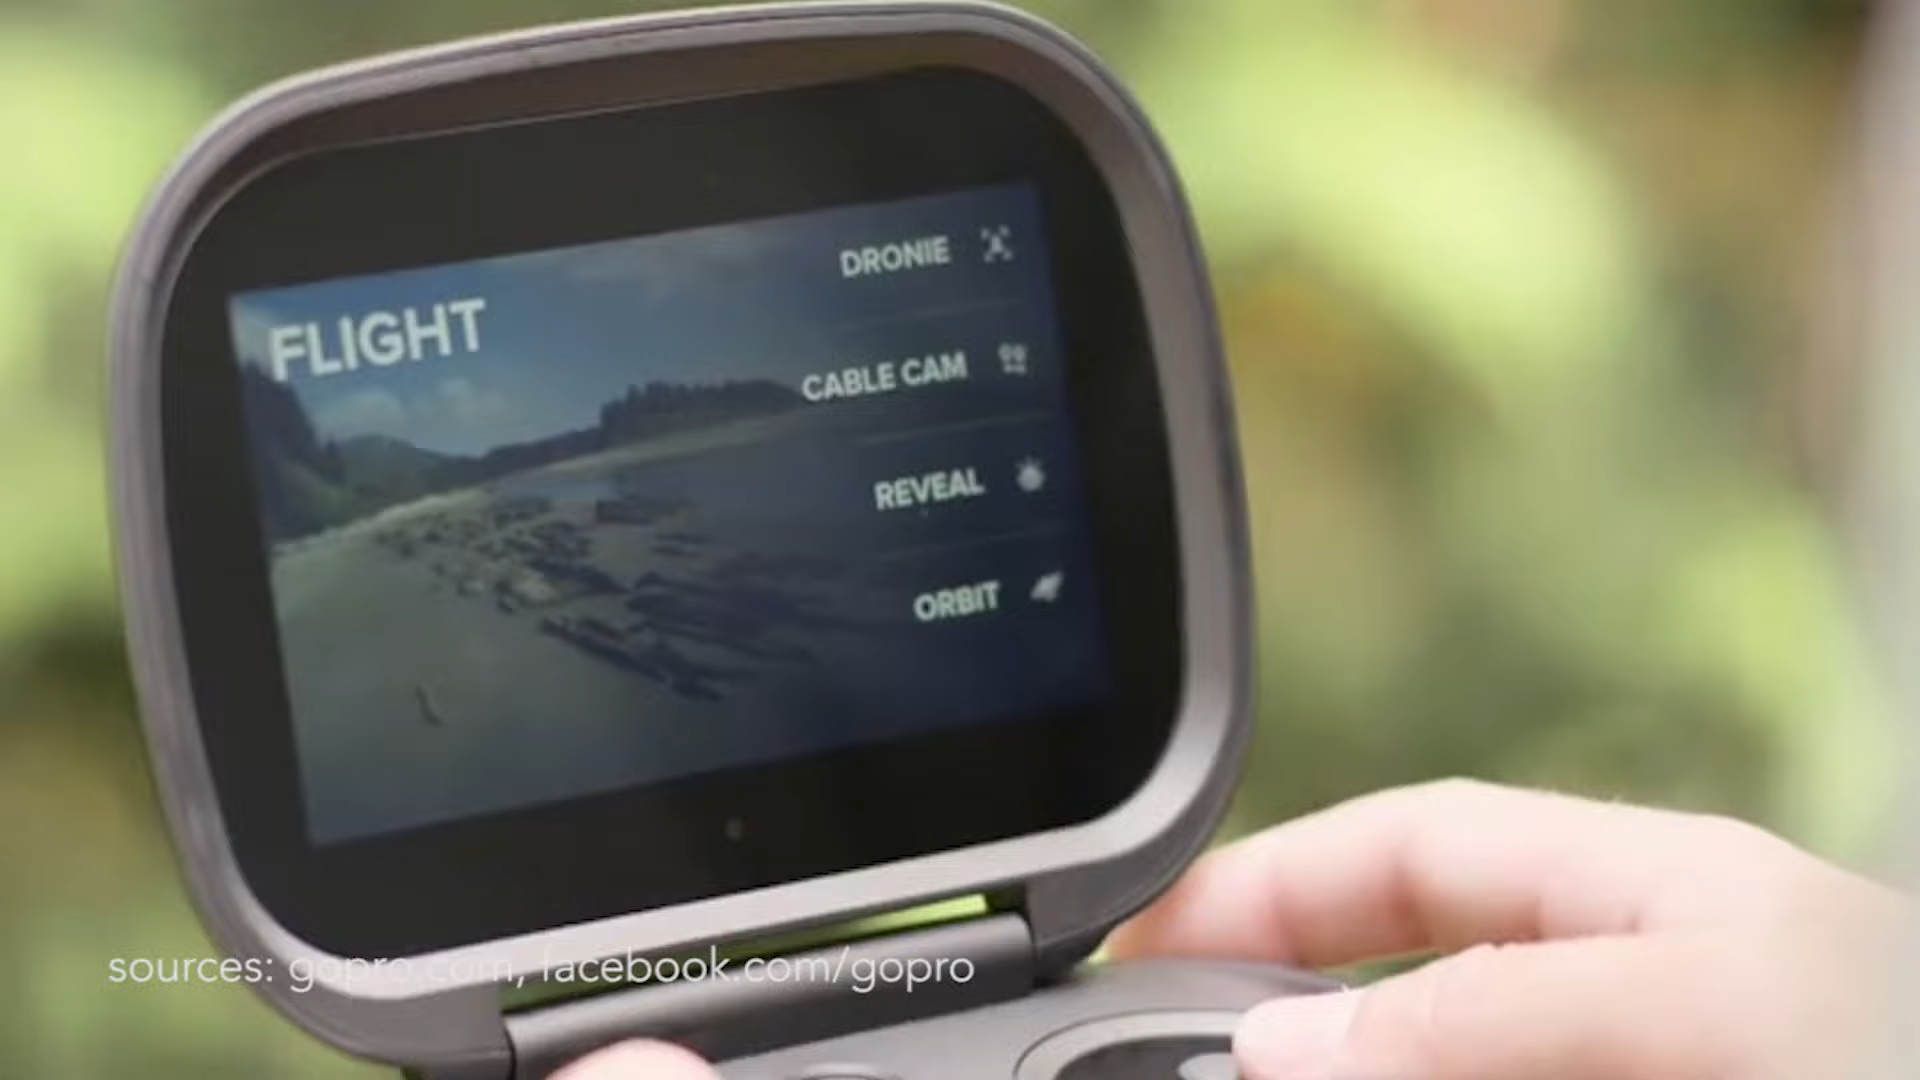 FLIGHT
DRONIE
CABLE CAM
REVEAL
ORBIT
sources: gopro.com, facebook.com/gopro